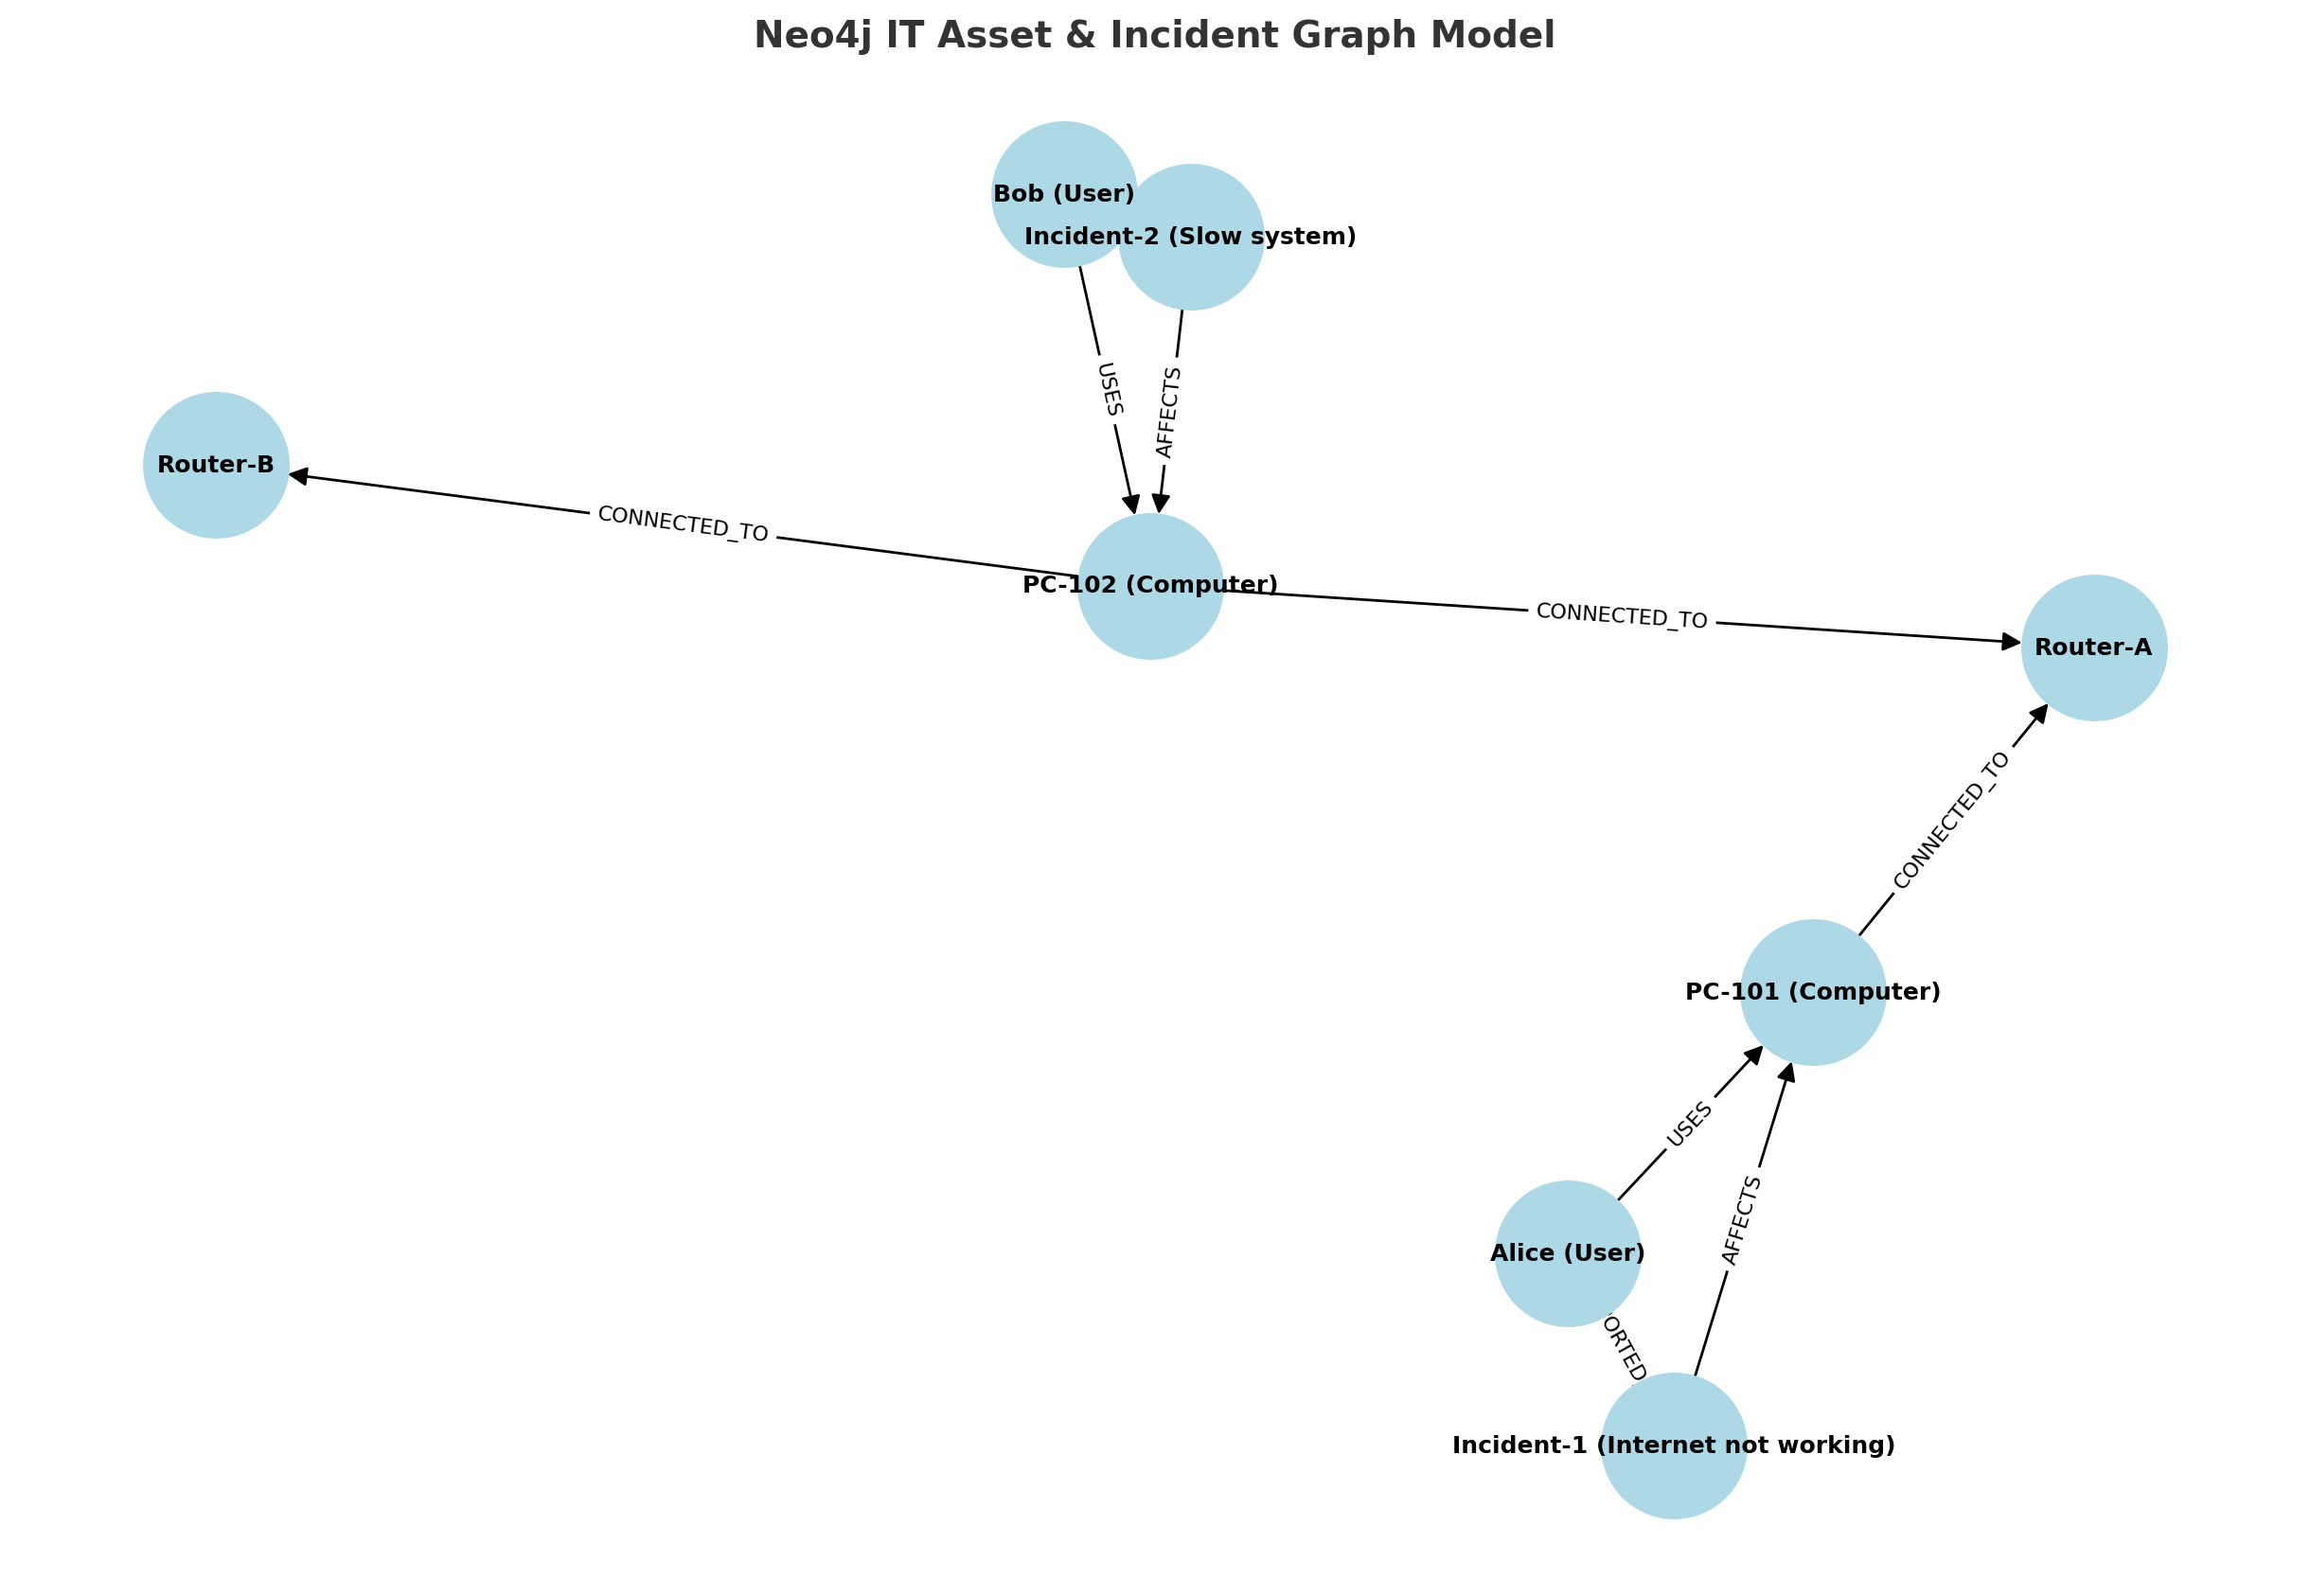 Neo4j IT Asset & Incident Graph Model
Bob (User)
Incident-2 (Slow system)
USES
AFFECTS
Router-B
CONNECTED_TO
PC-102 (Computer)
CONNECTED_TO
Router-A
CONNECTED_TO
PC-101 (Computer)
USES
AFFECTS
Alice (User)
ORTED
Incident-1 (Internet not working)